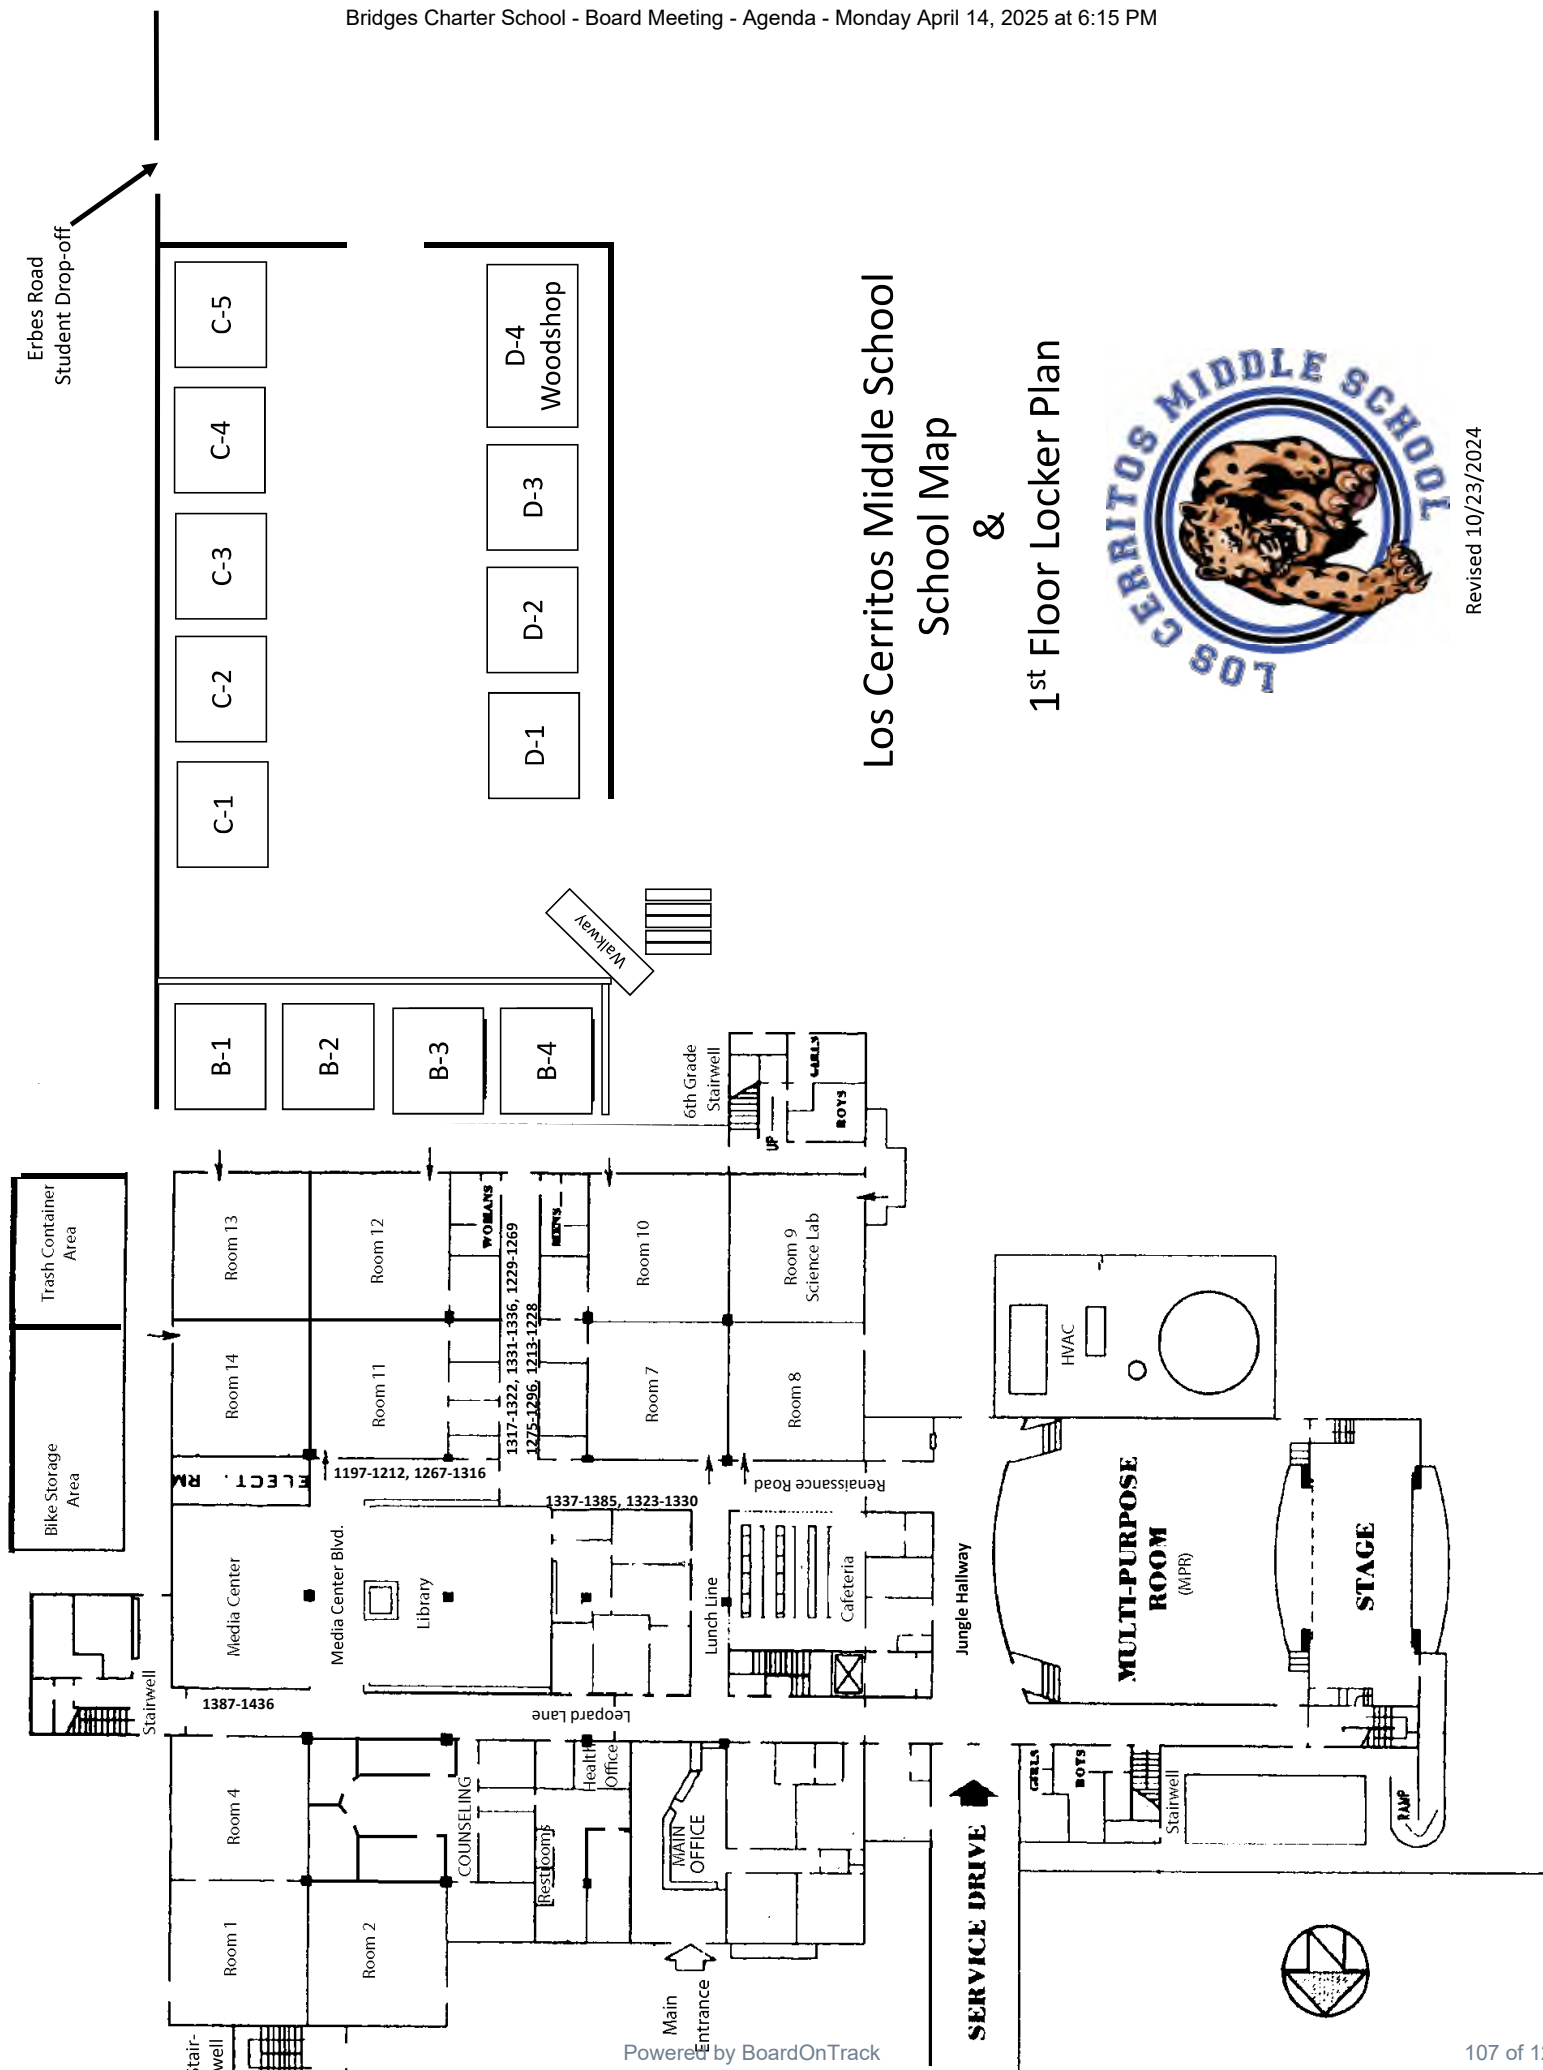 Bridges Charter School - Board Meeting - Agenda - Monday April 14, 2025 at 6:15 PM
Erbes Road
Student Drop-off
C-5
C-4
C-3
C-2
C-1
D-4
Woodshop
D-3
D-2
D-1
Los Cerritos Middle School
School Map
&
1st Floor Locker Plan
LOS CERRITOS MIDDLE SCHOOL
Revised 10/23/2024
Walkway
B-1
B-2
B-3
B-4
6th Grade
Stairwell
GIRLS
BOYS
UP
Trash Container
Area
Bike Storage
Area
Room 13
Room 12
WOMANS
MENS
Room 10
Room 9
Science Lab
Room 14
Room 11
1317-1322, 1331-1336, 1229-1269
1275-1296, 1213-1228
Room 7
Room 8
HVAC
ELECT. RM
1197-1212, 1267-1316
1337-1385, 1323-1330
Renaissance Road
Media Center
Media Center Blvd.
Library
Lunch Line
Cafeteria
Jungle Hallway
MULTI-PURPOSE
ROOM
(MPR)
STAGE
Stairwell
1387-1436
Leopard Lane
Room 4
COUNSELING
Health
Office
Restrooms
MAIN
OFFICE
GIRLS
BOYS
Stairwell
RAMP
Room 1
Room 2
Main
Entrance
SERVICE DRIVE
N
well
Powered by BoardOnTrack
107 of